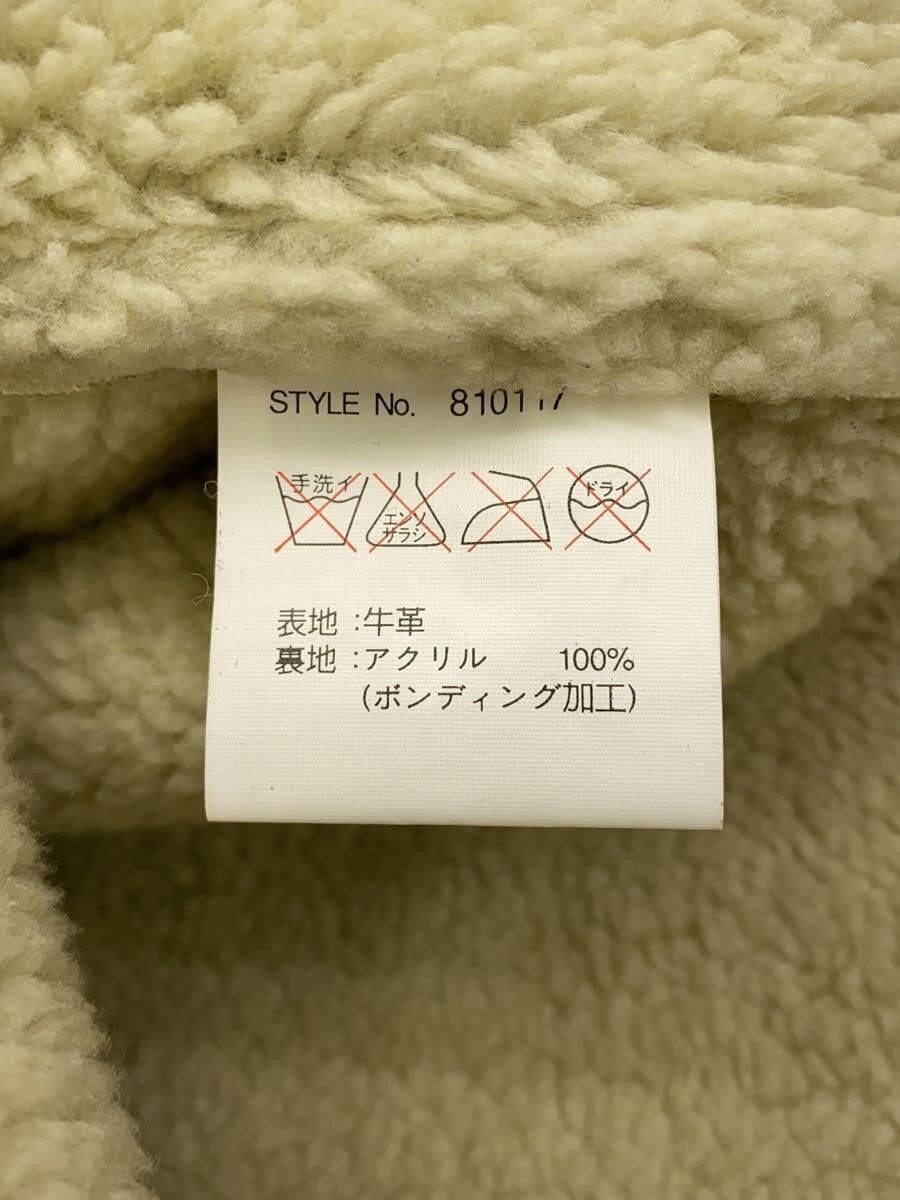 STYLE No. 810117
手洗イ
エンソ
サラシ
ドライ
表地:牛革
裏地:アクリル 100%
(ボンディング加工)